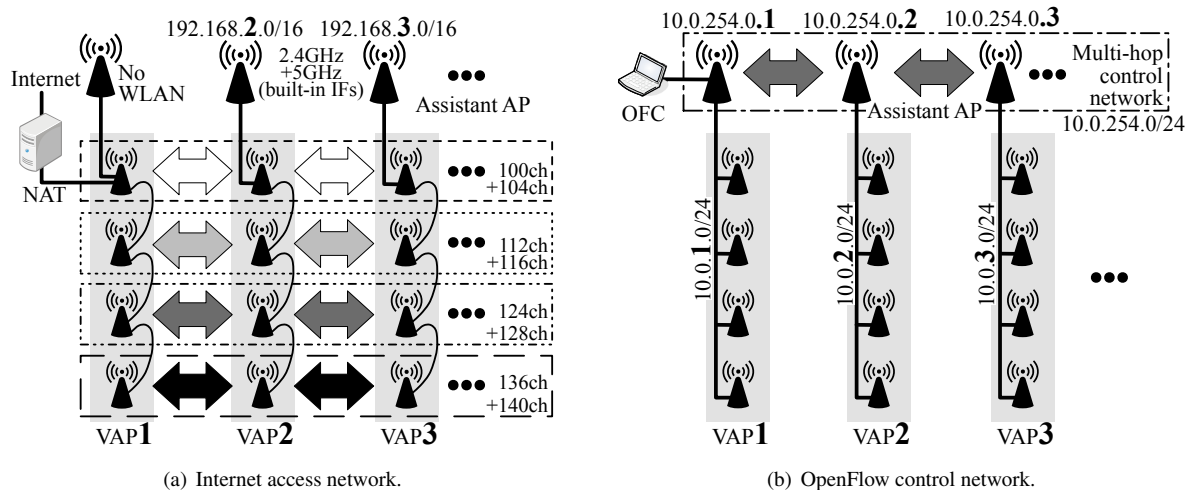 192.168.2.0/16
192.168.3.0/16
Internet
No
WLAN
2.4GHz
+5GHz
(built-in IFs)
Assistant AP
NAT
100ch
+104ch
112ch
+116ch
124ch
+128ch
136ch
+140ch
VAP1
VAP2
VAP3
(a) Internet access network.
10.0.254.0.1
10.0.254.0.2
10.0.254.0.3
OFC
Multi-hop
control
network
Assistant AP
10.0.254.0/24
10.0.1.0/24
10.0.2.0/24
10.0.3.0/24
VAP1
VAP2
VAP3
(b) OpenFlow control network.